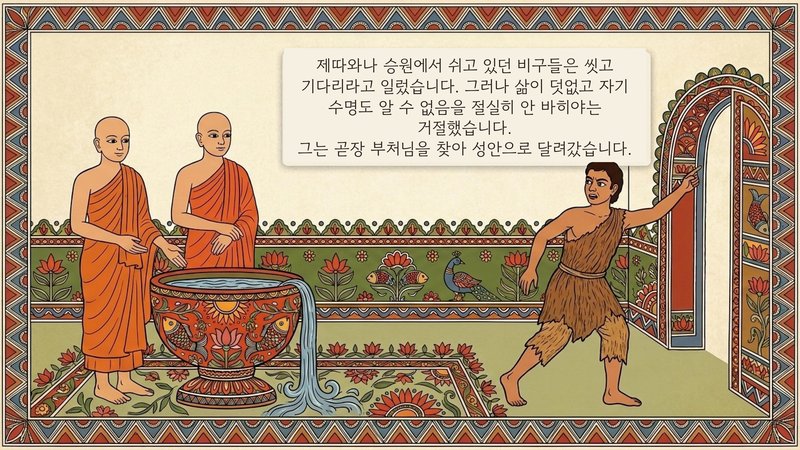 제따와나 승원에서 쉬고 있던 비구들은 씻고
기다리라고 일렀습니다. 그러나 삶이 덧없고 자기
수명도 알 수 없음을 절실히 안 바히야는
거절했습니다.
그는 곧장 부처님을 찾아 성안으로 달려갔습니다.